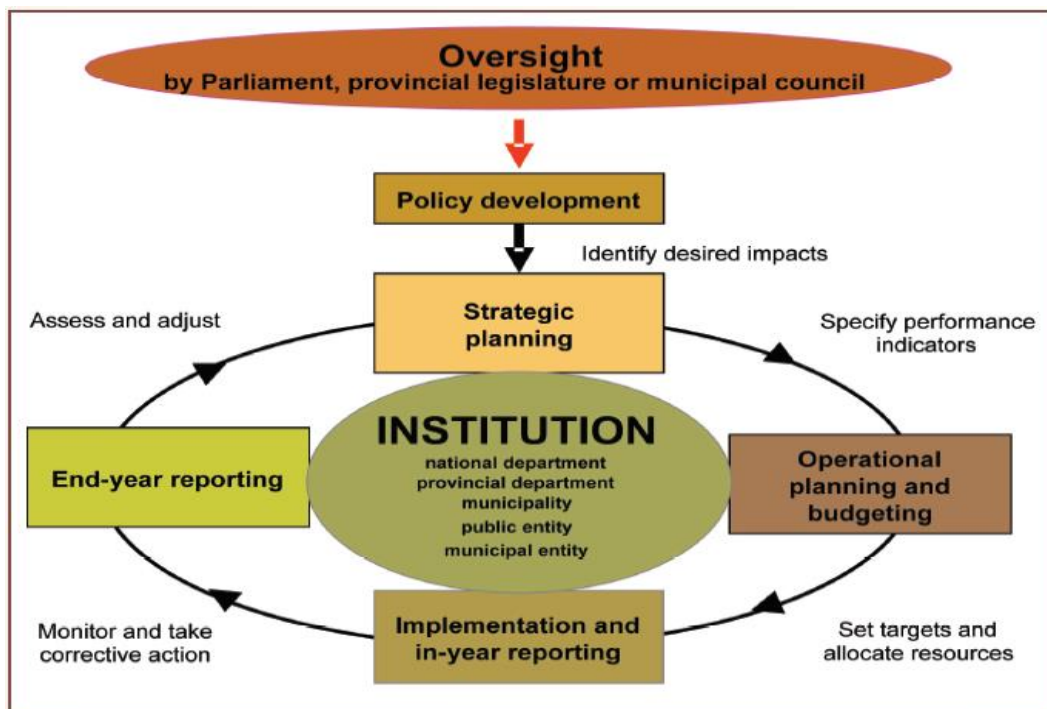 Oversight
by Parliament, provincial legislature or municipal council
Policy development
Identify desired impacts
Strategic
planning
Assess and adjust
Specify performance
indicators
INSTITUTION
national department
provincial department
municipality
public entity
municipal entity
End-year reporting
Operational
planning and
budgeting
Implementation and
in-year reporting
Monitor and take
corrective action
Set targets and
allocate resources